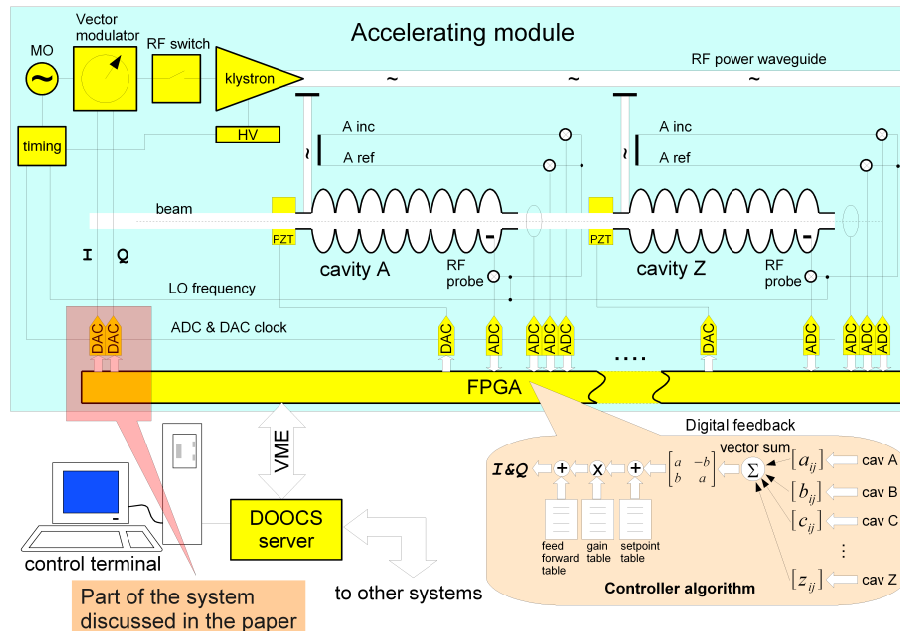 Accelerating module
Vector
modulator
MO
RF switch
klystron
RF power waveguide
~
~
~
~
timing
HV
A inc
A ref
~
A inc
A ref
~
beam
FZT
PZT
I Q
cavity A
RF
probe
cavity Z
RF
probe
LO frequency
ADC & DAC clock
DAC
DAC
DAC
ADC
ADC
ADC
ADC
....
DAC
ADC
ADC
ADC
ADC
FPGA
VME
Digital feedback
vector sum
I&Q
+
x
+
a -b
b a
Σ
[a_ij]
cav A
[b_ij]
cav B
[c_ij]
cav C
⋮
[z_ij]
cav Z
feed
forward
table
gain
table
setpoint
table
Controller algorithm
DOOCS
server
control terminal
to other systems
Part of the system
discussed in the paper